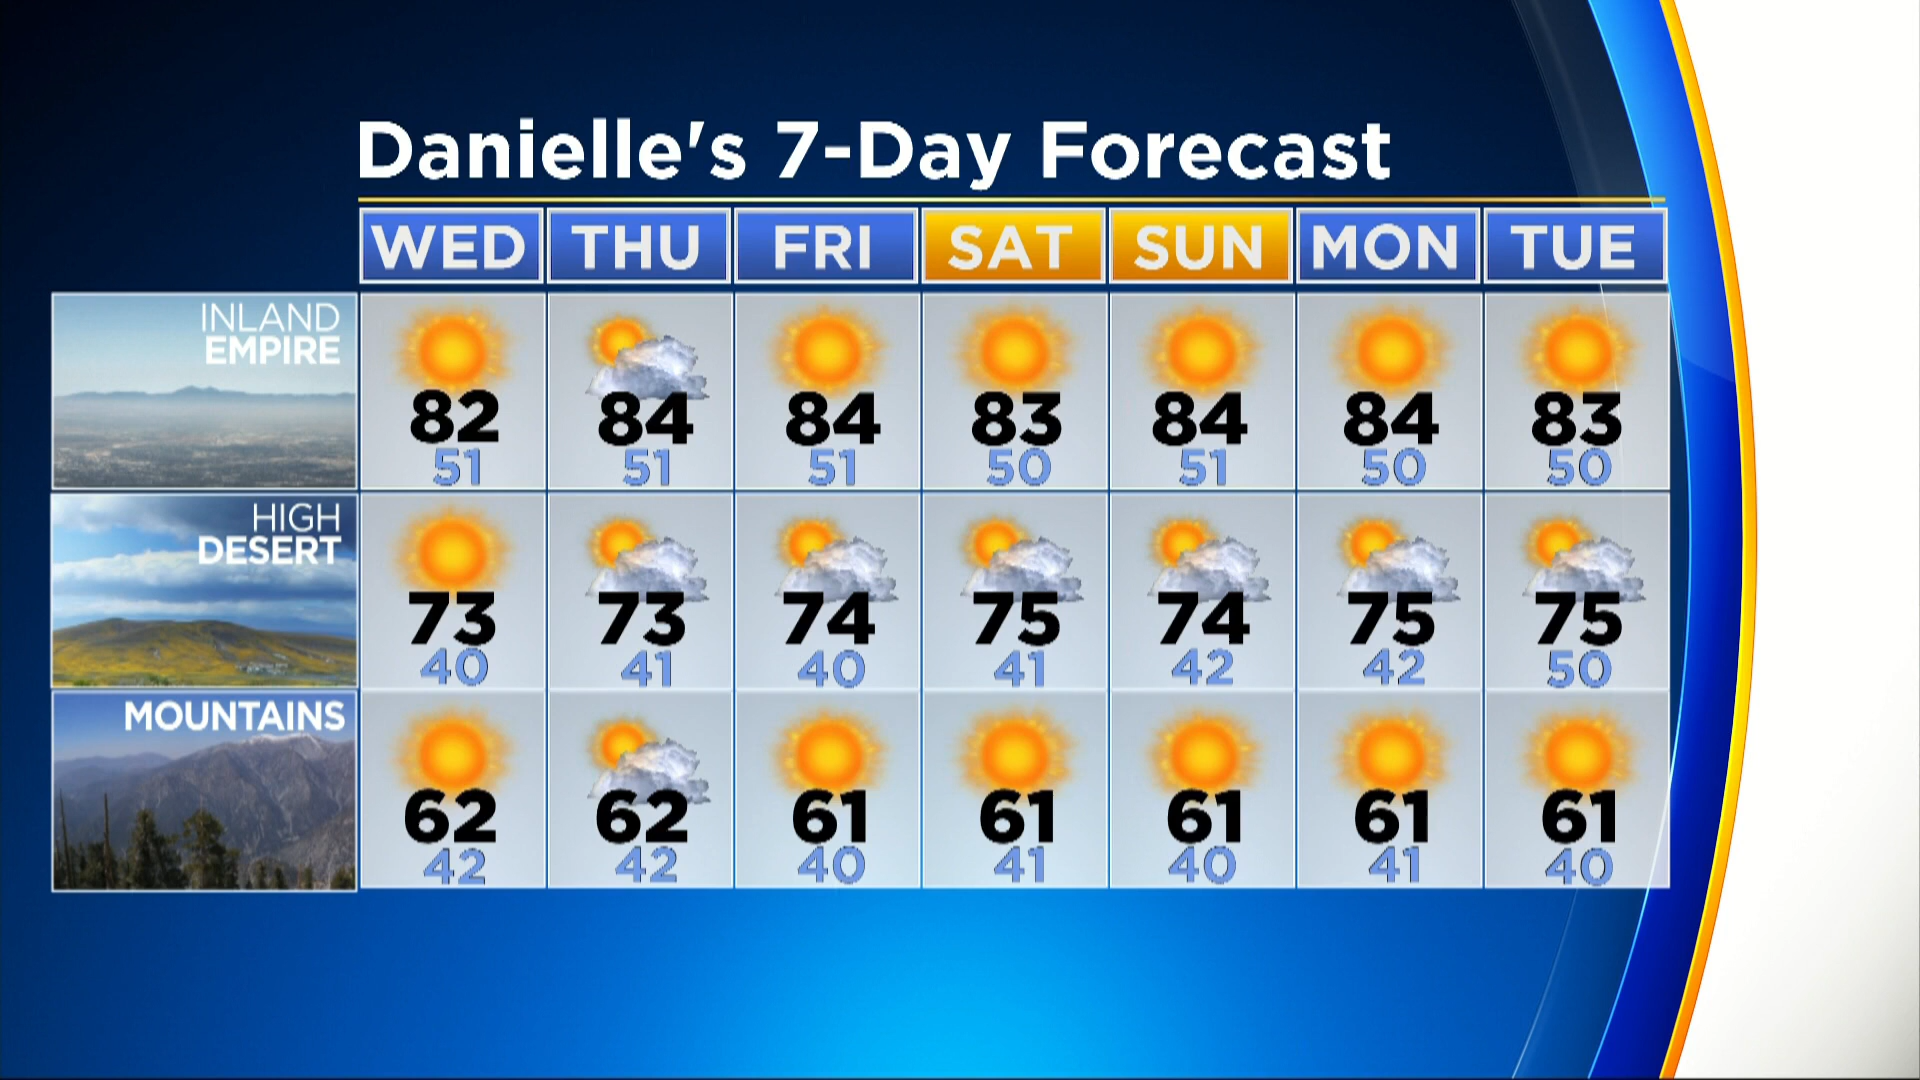 Danielle's 7-Day Forecast
WED THU FRI SAT SUN MON TUE
INLAND
EMPIRE
82 84 84 83 84 84 83
51 51 51 50 51 50 50
HIGH
DESERT
73 73 74 75 74 75 75
40 41 40 41 42 42 50
MOUNTAINS
62 62 61 61 61 61 61
42 42 40 41 40 41 40